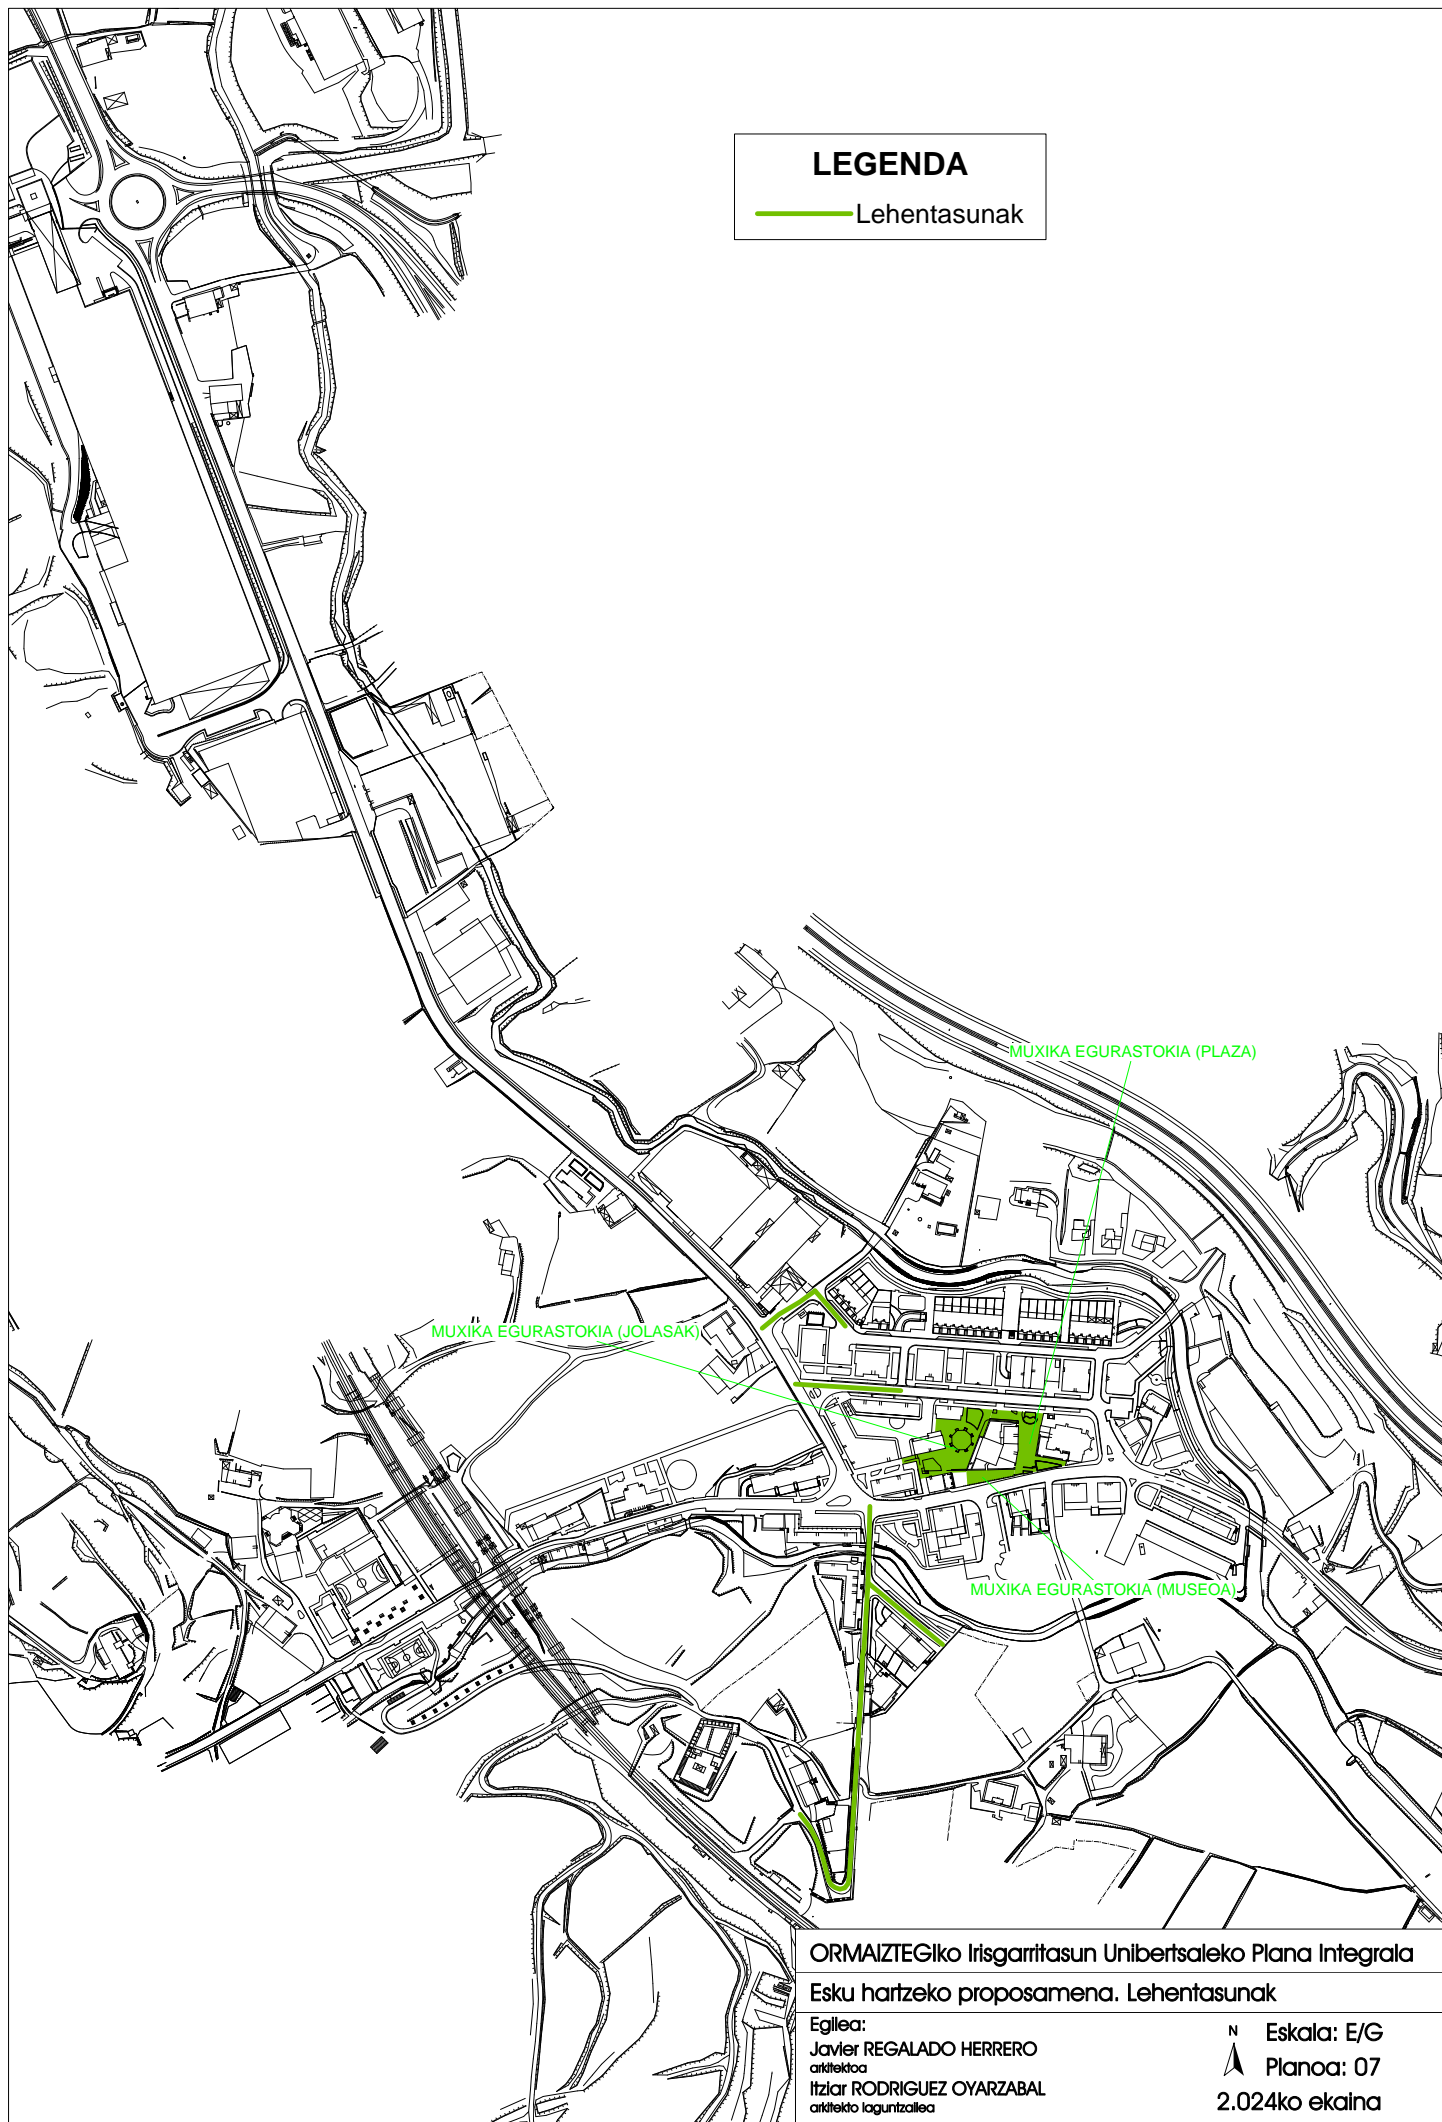 LEGENDA
Lehentasunak
MUXIKA EGURASTOKIA (PLAZA)
MUXIKA EGURASTOKIA (JOLASAK)
MUXIKA EGURASTOKIA (MUSEOA)
ORMAIZTEGIko Irisgarritasun Unibertsaleko Plana Integrala
Esku hartzeko proposamena. Lehentasunak
Egilea:
Javier REGALADO HERRERO
arkitektoa
Itziar RODRIGUEZ OYARZABAL
arkitekto laguntzailea
N
Eskala: E/G
Planoa: 07
2.024ko ekaina